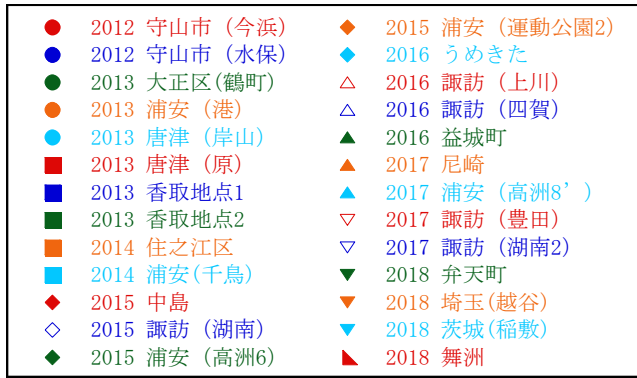 2012 守山市（今浜）
2012 守山市（水保）
2013 大正区(鶴町)
2013 浦安（港）
2013 唐津（岸山）
2013 唐津（原）
2013 香取地点1
2013 香取地点2
2014 住之江区
2014 浦安(千鳥)
2015 中島
2015 諏訪（湖南）
2015 浦安（高洲6）
2015 浦安（運動公園2）
2016 うめきた
2016 諏訪（上川）
2016 諏訪（四賀）
2016 益城町
2017 尼崎
2017 浦安（高洲8’）
2017 諏訪（豊田）
2017 諏訪（湖南2）
2018 弁天町
2018 埼玉(越谷)
2018 茨城(稲敷)
2018 舞洲